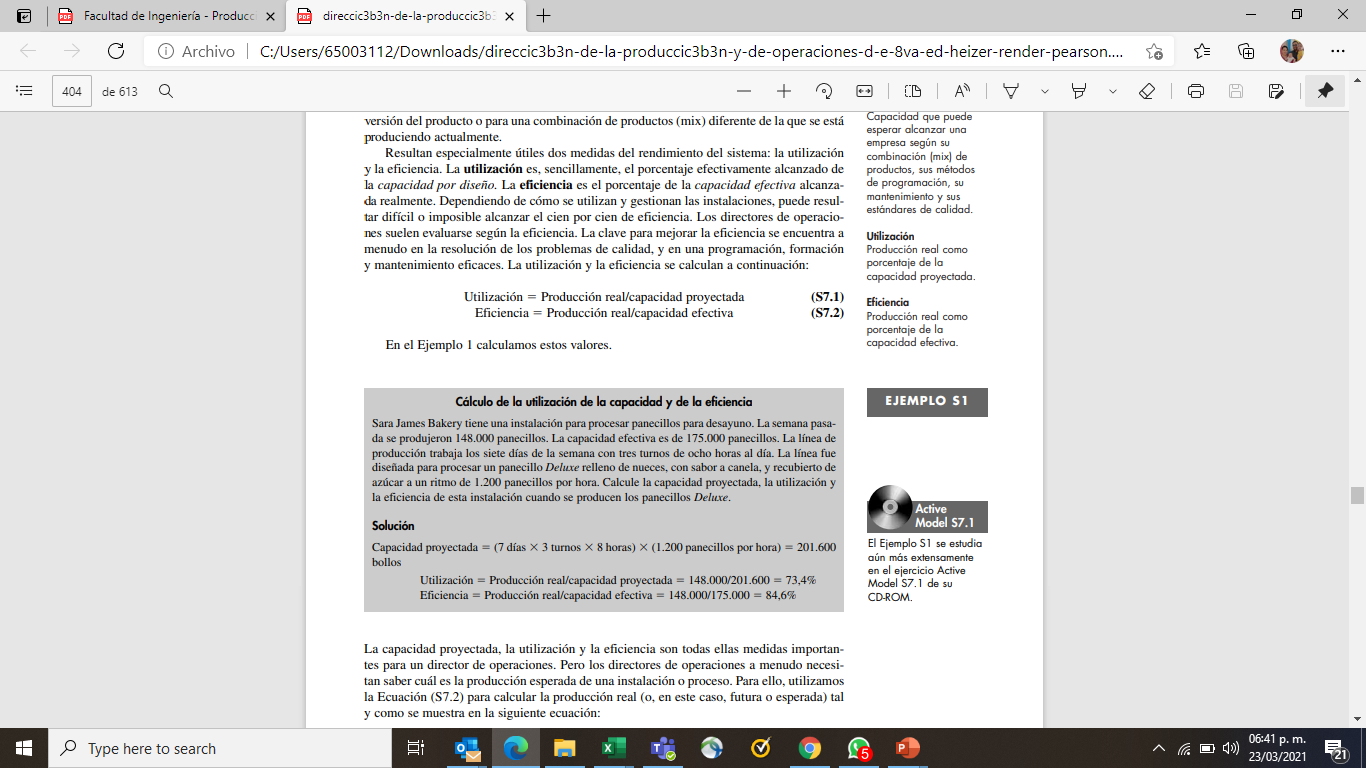 Facultad de Ingeniería - Producci
direccic3b3n-de-la-produccic3b3
Archivo
C:/Users/65003112/Downloads/direccic3b3n-de-la-produccic3b3n-y-de-operaciones-d-e-8va-ed-heizer-render-pearson....
404 de 613
versión del producto o para una combinación de productos (mix) diferente de la que se está
produciendo actualmente.
Resultan especialmente útiles dos medidas del rendimiento del sistema: la utilización
y la eficiencia. La utilización es, sencillamente, el porcentaje efectivamente alcanzado de
la capacidad por diseño. La eficiencia es el porcentaje de la capacidad efectiva alcanza-
da realmente. Dependiendo de cómo se utilizan y gestionan las instalaciones, puede resul-
tar difícil o imposible alcanzar el cien por cien de eficiencia. Los directores de operacio-
nes suelen evaluarse según la eficiencia. La clave para mejorar la eficiencia se encuentra a
menudo en la resolución de los problemas de calidad, y en una programación, formación
y mantenimiento eficaces. La utilización y la eficiencia se calculan a continuación:
Utilización = Producción real/capacidad proyectada (S7.1)
Eficiencia = Producción real/capacidad efectiva (S7.2)
En el Ejemplo 1 calculamos estos valores.
Capacidad que puede
esperar alcanzar una
empresa según su
combinación (mix) de
productos, sus métodos
de programación, su
mantenimiento y sus
estándares de calidad.
Utilización
Producción real como
porcentaje de la
capacidad proyectada.
Eficiencia
Producción real como
porcentaje de la
capacidad efectiva.
Cálculo de la utilización de la capacidad y de la eficiencia
Sara James Bakery tiene una instalación para procesar panecillos para desayuno. La semana pasa-
da se produjeron 148.000 panecillos. La capacidad efectiva es de 175.000 panecillos. La línea de
producción trabaja los siete días de la semana con tres turnos de ocho horas al día. La línea fue
diseñada para procesar un panecillo Deluxe relleno de nueces, con sabor a canela, y recubierto de
azúcar a un ritmo de 1.200 panecillos por hora. Calcule la capacidad proyectada, la utilización y
la eficiencia de esta instalación cuando se producen los panecillos Deluxe.
Solución
Capacidad proyectada = (7 días × 3 turnos × 8 horas) × (1.200 panecillos por hora) = 201.600
bollos
Utilización = Producción real/capacidad proyectada = 148.000/201.600 = 73,4%
Eficiencia = Producción real/capacidad efectiva = 148.000/175.000 = 84,6%
EJEMPLO S1
Active
Model S7.1
El Ejemplo S1 se estudia
aún más extensamente
en el ejercicio Active
Model S7.1 de su
CD-ROM.
La capacidad proyectada, la utilización y la eficiencia son todas ellas medidas importan-
tes para un director de operaciones. Pero los directores de operaciones a menudo necesi-
tan saber cuál es la producción esperada de una instalación o proceso. Para ello, utilizamos
la Ecuación (S7.2) para calcular la producción real (o, en este caso, futura o esperada) tal
y como se muestra en la siguiente ecuación:
Type here to search
5
06:41 p. m.
23/03/2021
21